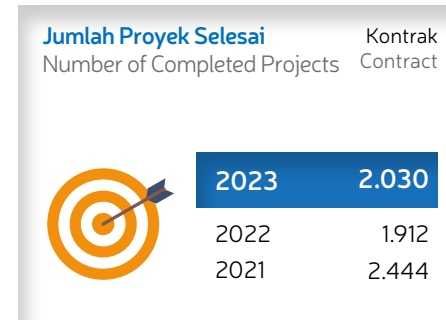 Jumlah Proyek Selesai Kontrak
Number of Completed Projects Contract
2023 2.030
2022 1.912
2021 2.444